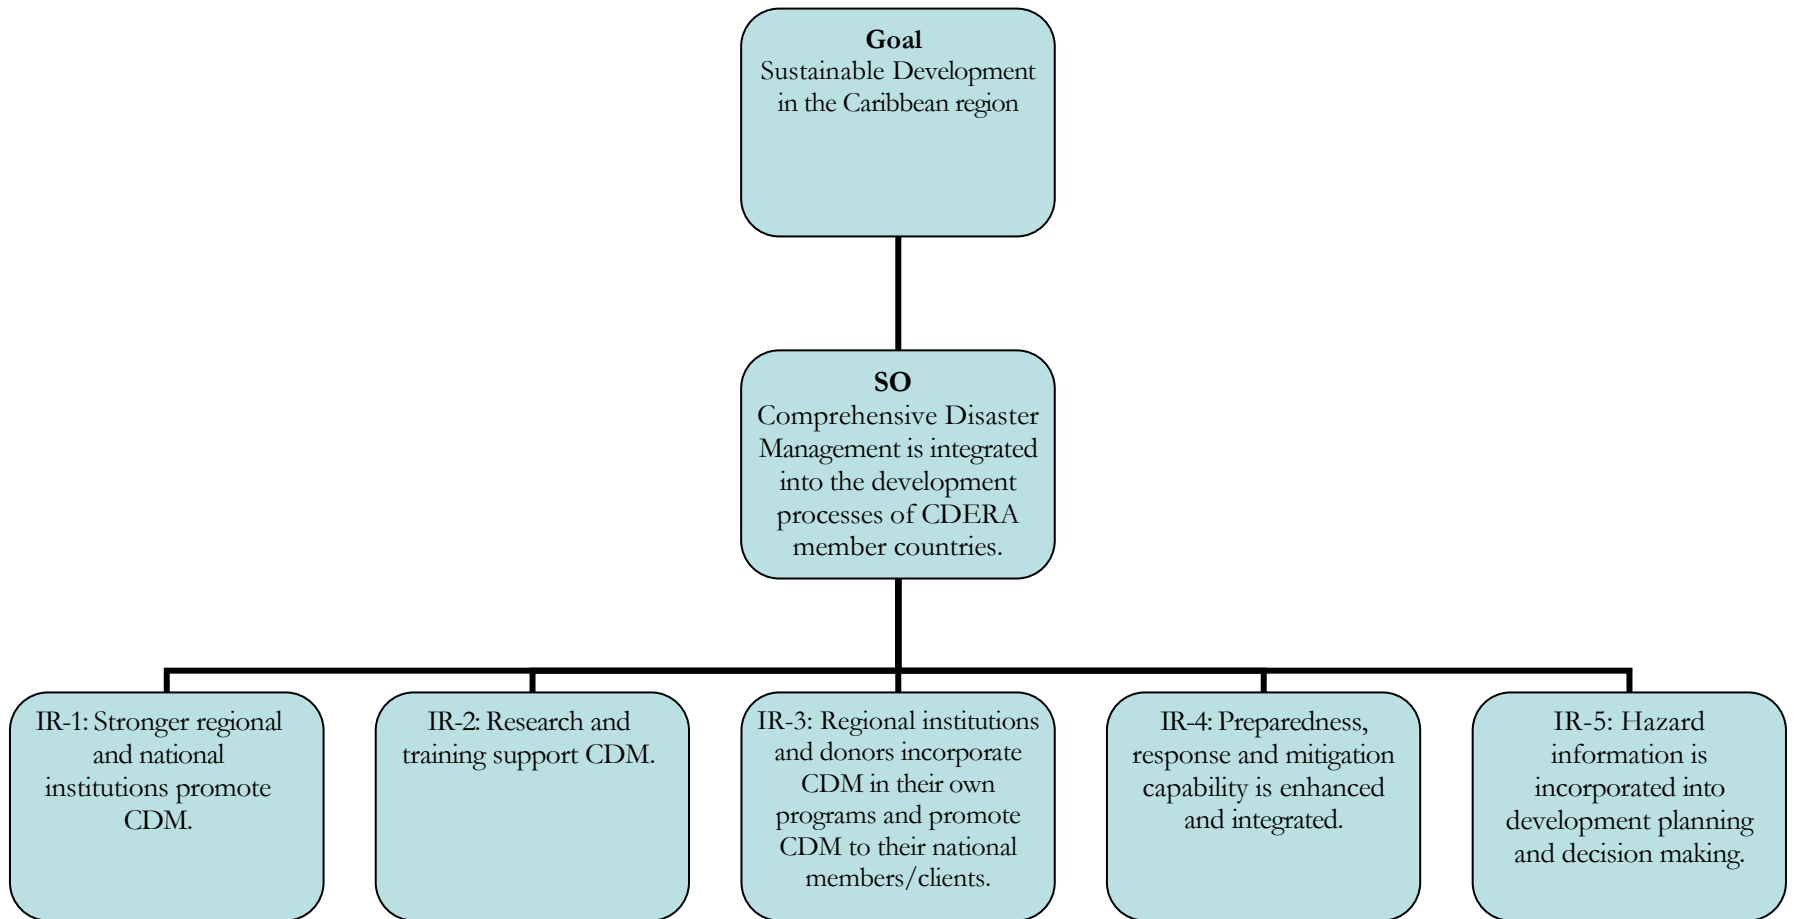 Goal
Sustainable Development
in the Caribbean region
SO
Comprehensive Disaster
Management is integrated
into the development
processes of CDERA
member countries.
IR-1: Stronger regional
and national
institutions promote
CDM.
IR-2: Research and
training support CDM.
IR-3: Regional institutions
and donors incorporate
CDM in their own
programs and promote
CDM to their national
members/clients.
IR-4: Preparedness,
response and mitigation
capability is enhanced
and integrated.
IR-5: Hazard
information is
incorporated into
development planning
and decision making.